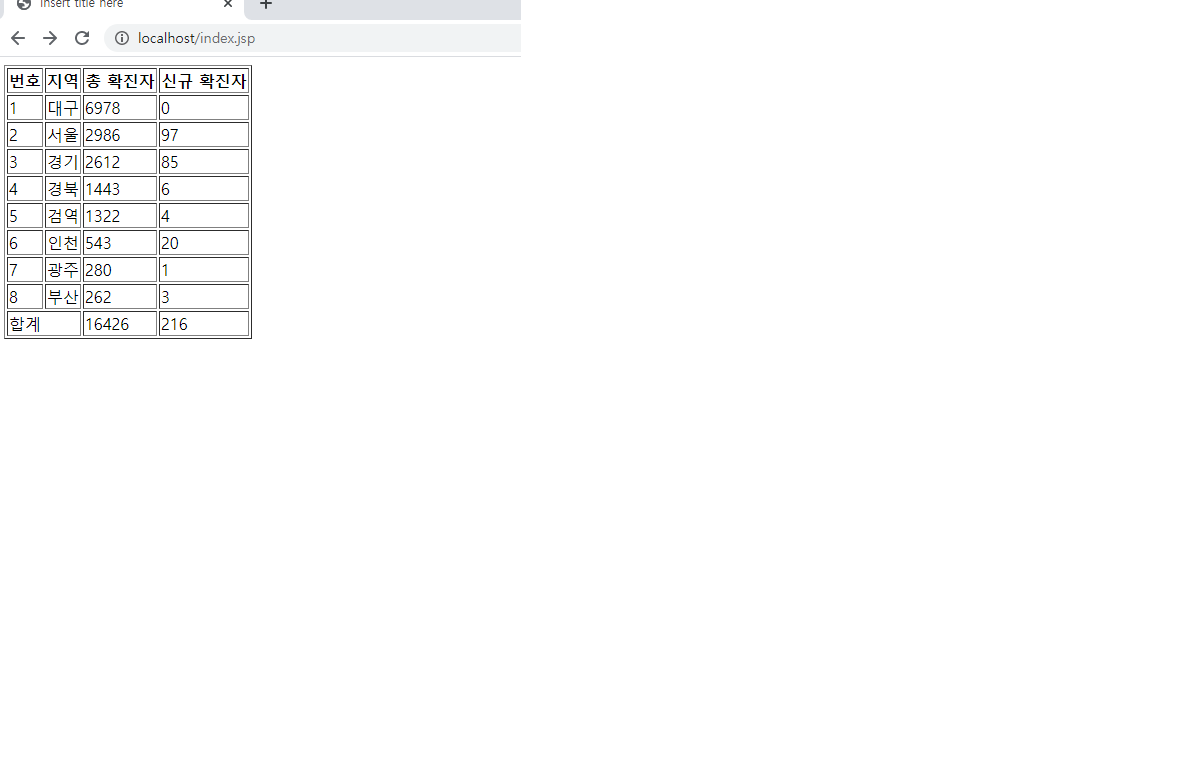 Insert title here
localhost/index.jsp
번호 지역 총 확진자 신규 확진자
1 대구 6978 0
2 서울 2986 97
3 경기 2612 85
4 경북 1443 6
5 검역 1322 4
6 인천 543 20
7 광주 280 1
8 부산 262 3
합계 16426 216